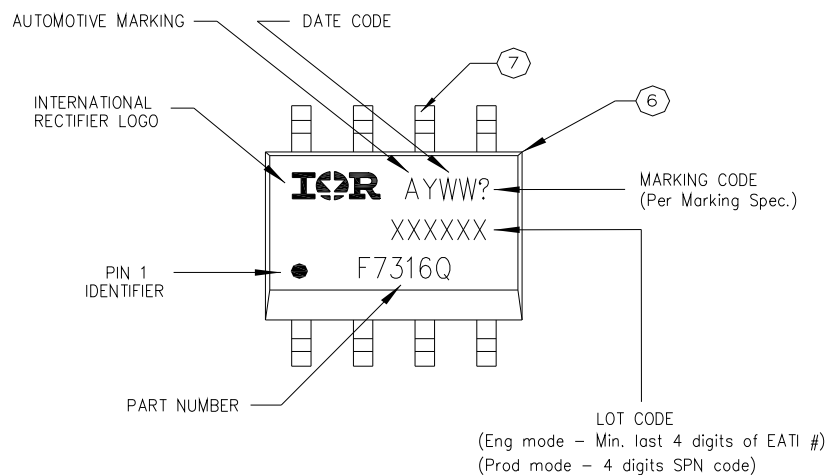 AUTOMOTIVE MARKING
DATE CODE
7
INTERNATIONAL
RECTIFIER LOGO
6
IOR
AYWW?
MARKING CODE
(Per Marking Spec.)
XXXXXX
PIN 1
IDENTIFIER
F7316Q
PART NUMBER
LOT CODE
(Eng mode – Min. last 4 digits of EATI #)
(Prod mode – 4 digits SPN code)